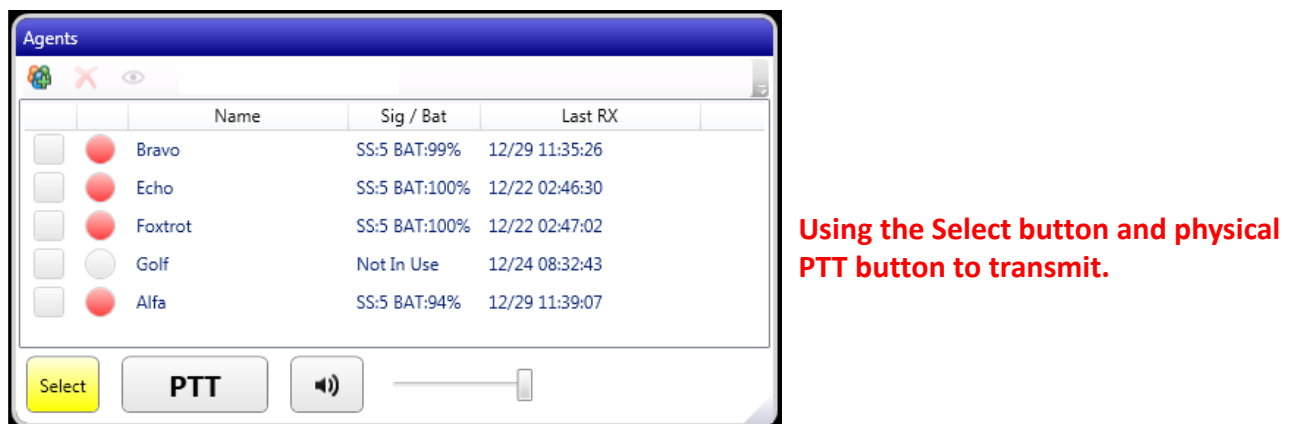 Agents
Name Sig / Bat Last RX
Bravo SS:5 BAT:99% 12/29 11:35:26
Echo SS:5 BAT:100% 12/22 02:46:30
Foxtrot SS:5 BAT:100% 12/22 02:47:02
Golf Not In Use 12/24 08:32:43
Alfa SS:5 BAT:94% 12/29 11:39:07
Select PTT
Using the Select button and physical
PTT button to transmit.